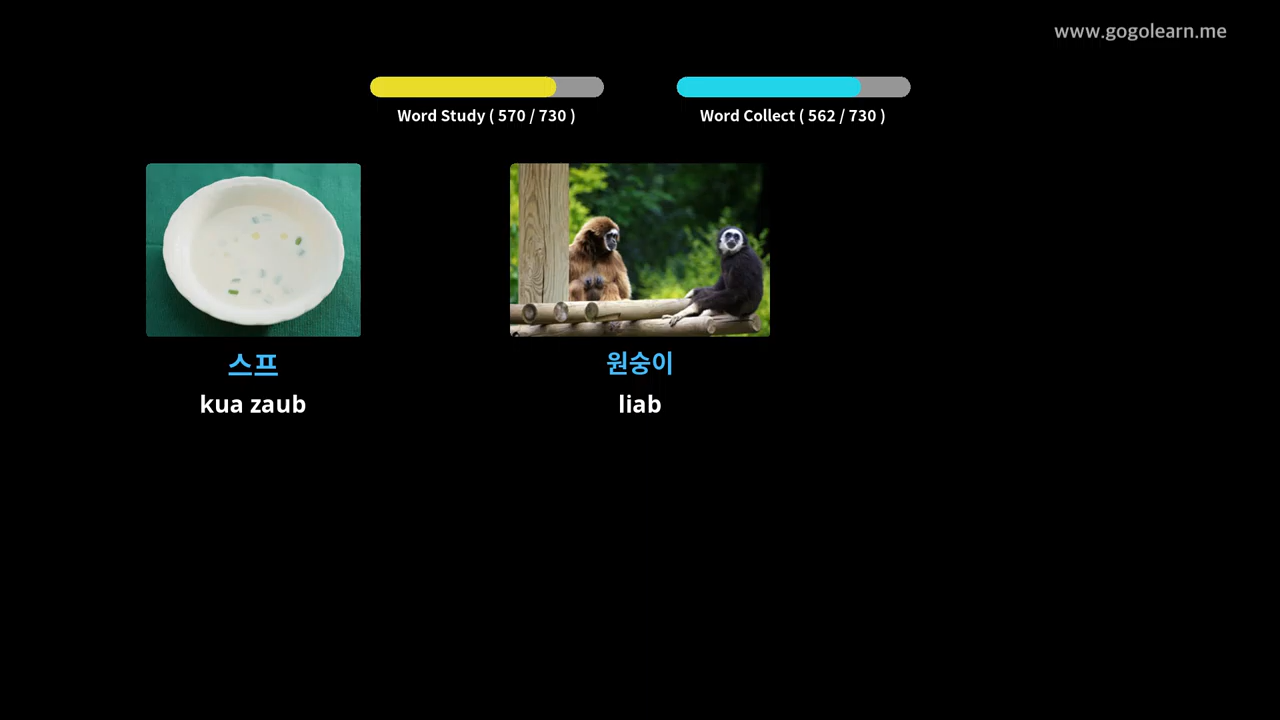 www.gogolearn.me
Word Study ( 570 / 730 )
Word Collect ( 562 / 730 )
스프
kua zaub
원숭이
liab